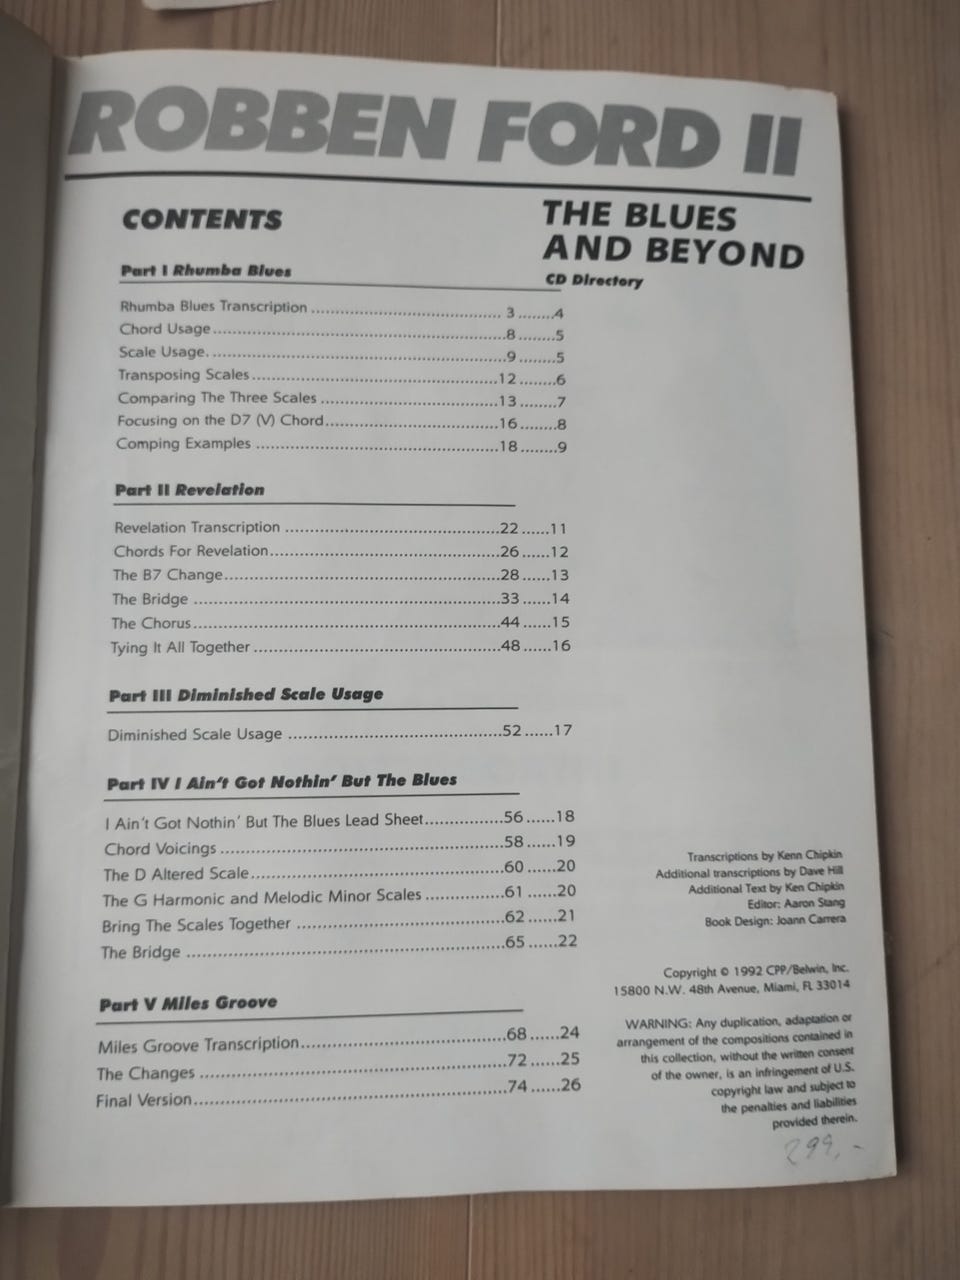 ROBBEN FORD II
CONTENTS
THE BLUES
AND BEYOND
CD Directory
Part I Rhumba Blues
Rhumba Blues Transcription ................................ 3 ........4
Chord Usage................................................8 ........5
Scale Usage.................................................9 ........5
Transposing Scales ..........................................12 ........6
Comparing The Three Scales ..............................13 ........7
Focusing on the D7 (V) Chord..............................16 ........8
Comping Examples ..........................................18 ........9
Part II Revelation
Revelation Transcription ......................................22 ......11
Chords For Revelation.........................................26 ......12
The B7 Change..................................................28 ......13
The Bridge .......................................................33 ......14
The Chorus.......................................................44 ......15
Tying It All Together ...........................................48 ......16
Part III Diminished Scale Usage
Diminished Scale Usage ......................................52 ......17
Part IV I Ain't Got Nothin' But The Blues
I Ain't Got Nothin' But The Blues Lead Sheet..............56 ......18
Chord Voicings ..................................................58 ......19
The D Altered Scale.............................................60 ......20
The G Harmonic and Melodic Minor Scales ..............61 ......20
Bring The Scales Together ....................................62 ......21
The Bridge .......................................................65 ......22
Part V Miles Groove
Miles Groove Transcription....................................68 ......24
The Changes .....................................................72 ......25
Final Version......................................................74 ......26
Transcriptions by Kenn Chipkin
Additional transcriptions by Dave Hill
Additional Text by Ken Chipkin
Editor: Aaron Stang
Book Design: Joann Carrera
Copyright © 1992 CPP/Belwin, Inc.
15800 N.W. 48th Avenue, Miami, FL 33014
WARNING: Any duplication, adaptation or
arrangement of the compositions contained in
this collection, without the written consent
of the owner, is an infringement of U.S.
copyright law and subject to
the penalties and liabilities
provided therein.
299,-